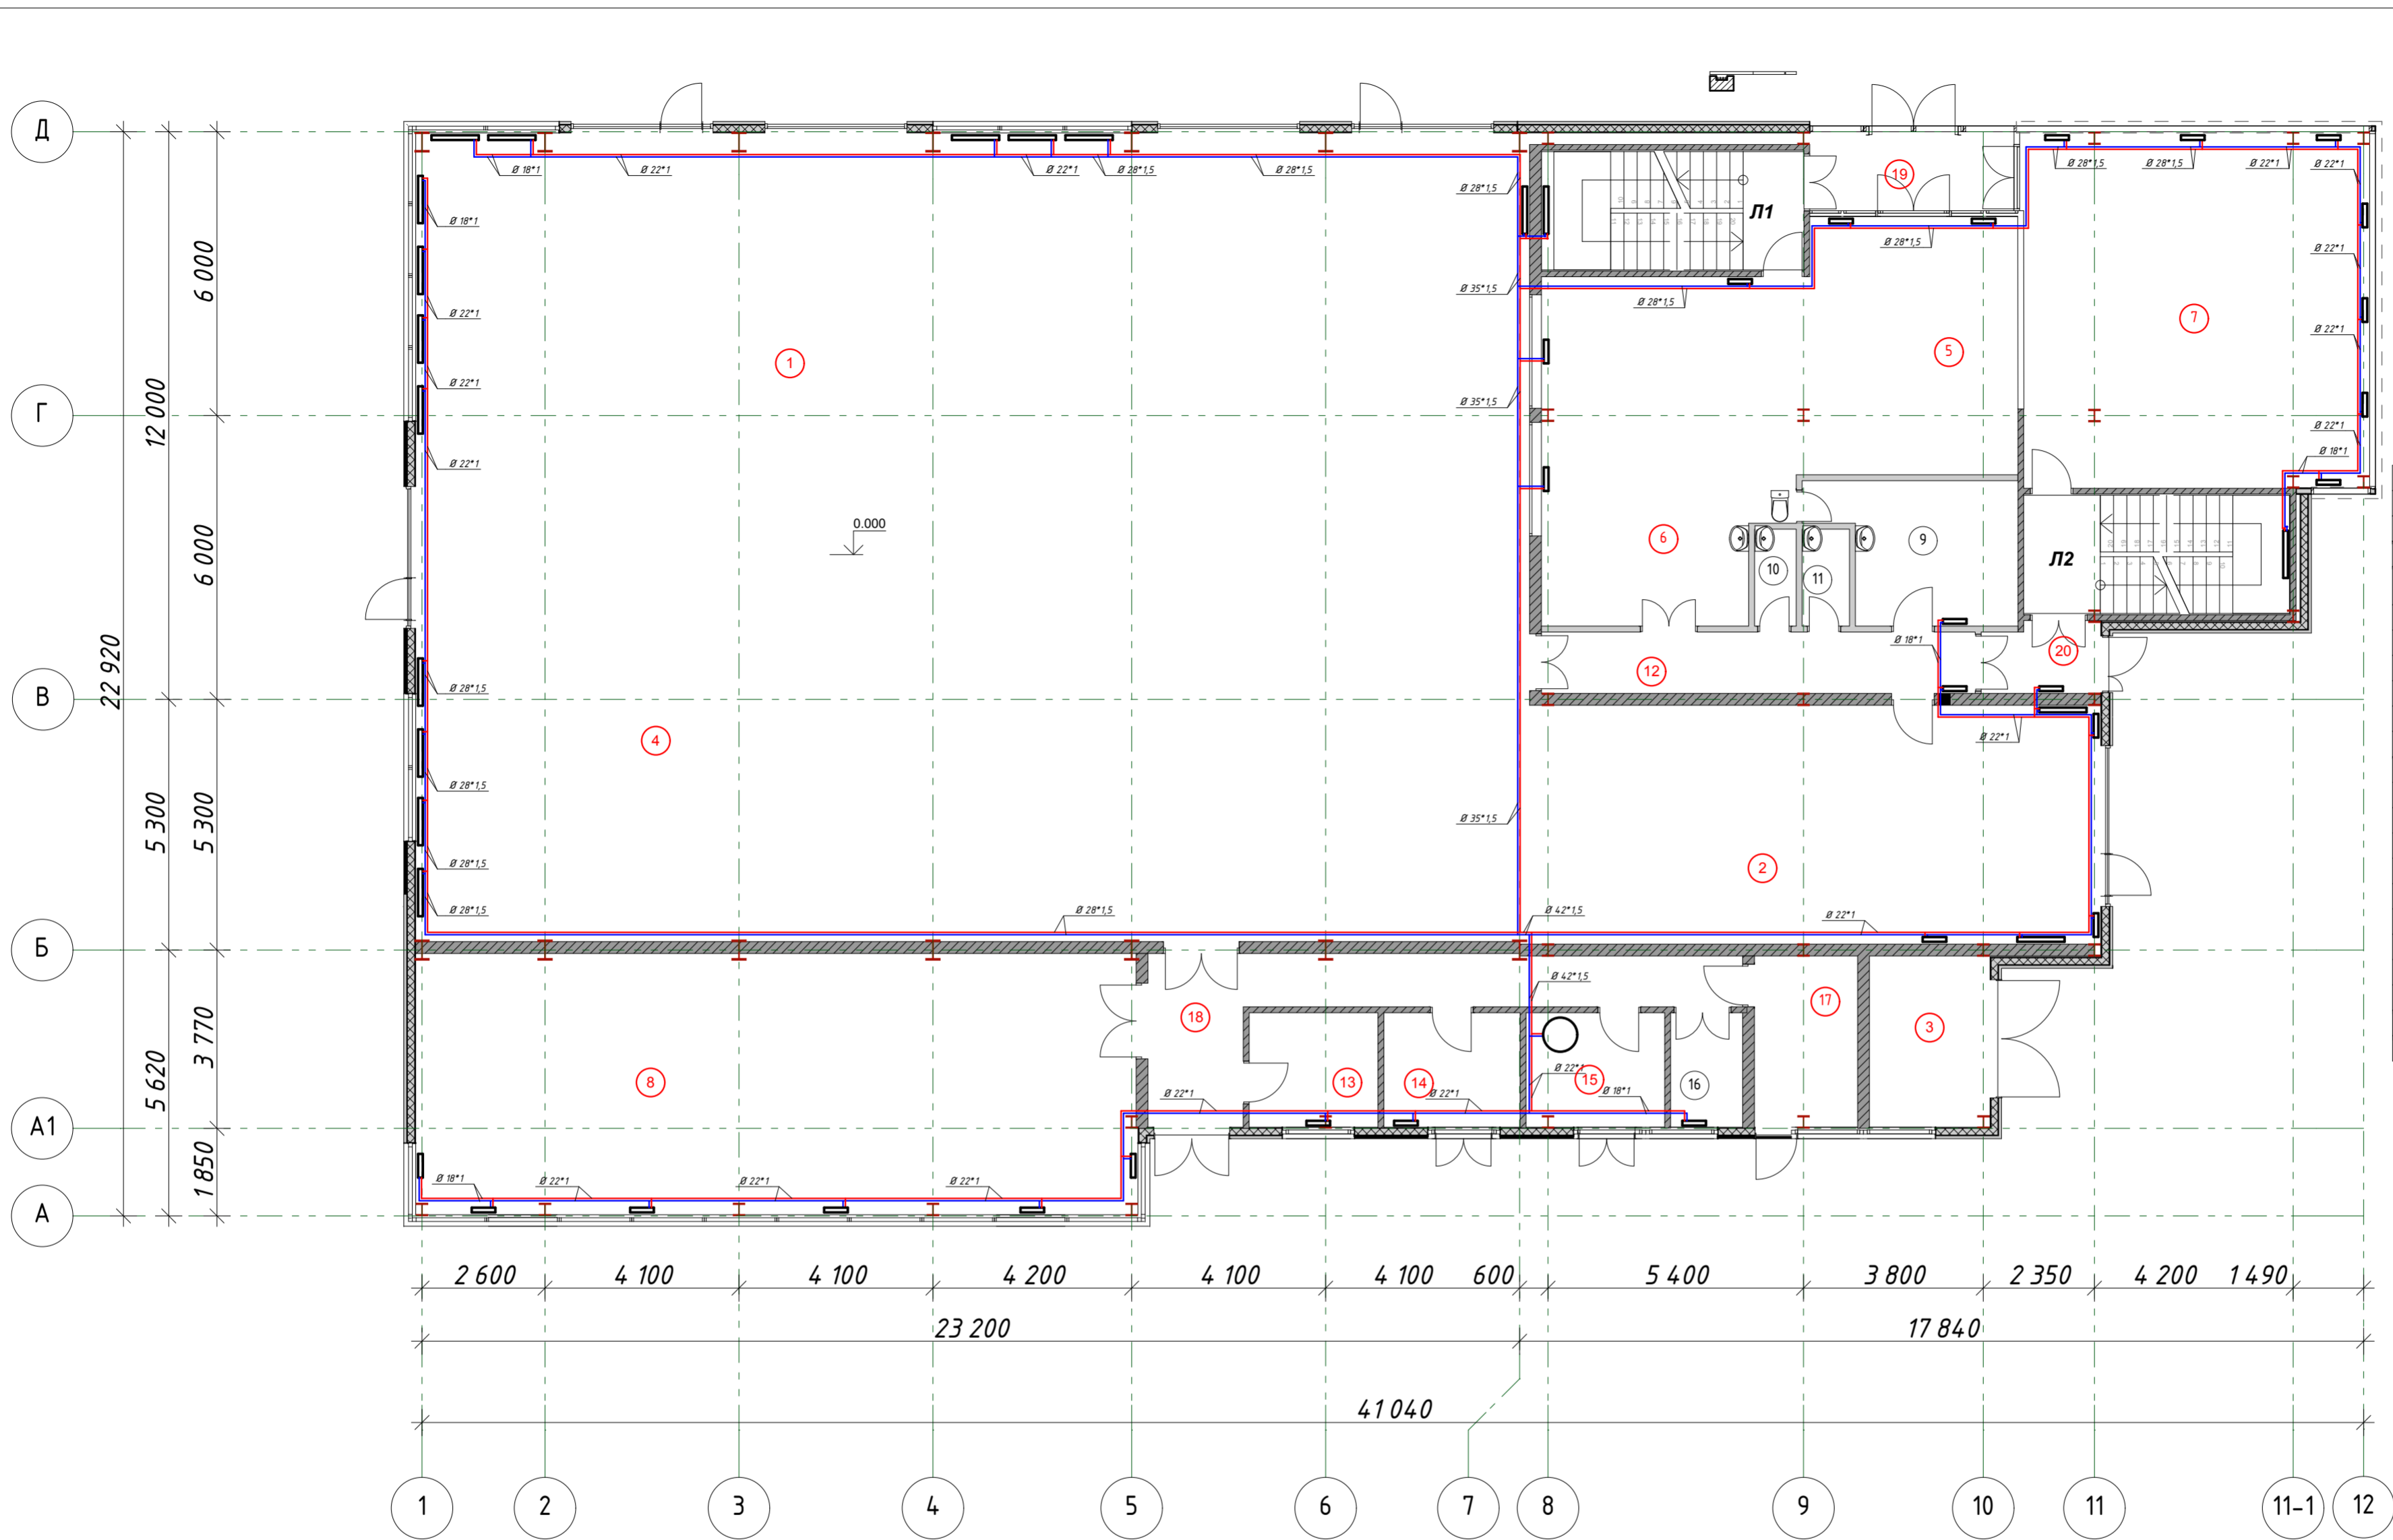 Д
Г
В
Б
А1
А
22 920
12 000
5 300
5 620
6 000
6 000
5 300
3 770
1 850
Ø 18*1
Ø 22*1
Ø 22*1
Ø 28*1,5
Ø 28*1,5
Ø 28*1,5
Ø 28*1,5
Ø 28*1,5
Ø 22*1
Ø 22*1
Ø 18*1
Ø 22*1
Ø 22*1
Ø 22*1
Ø 28*1,5
Ø 28*1,5
Ø 28*1,5
Ø 28*1,5
Ø 35*1,5
Ø 35*1,5
Ø 35*1,5
Ø 28*1,5
Ø 28*1,5
Ø 22*1
Ø 22*1
Ø 22*1
Ø 18*1
Ø 18*1
Ø 22*1
Ø 28*1,5
Ø 42*1,5
Ø 22*1
Ø 42*1,5
Ø 22*1
Ø 22*1
Ø 22*1
Ø 18*1
Ø 18*1
Ø 22*1
Ø 22*1
Ø 22*1
0.000
Л1
Л2
1
4
5
7
19
6
10
11
9
20
12
2
18
13
14
15
16
17
3
8
2 600
4 100
4 100
4 200
4 100
4 100
600
5 400
3 800
2 350
4 200
1 490
23 200
17 840
41 040
1
2
3
4
5
6
7
8
9
10
11
11-1
12